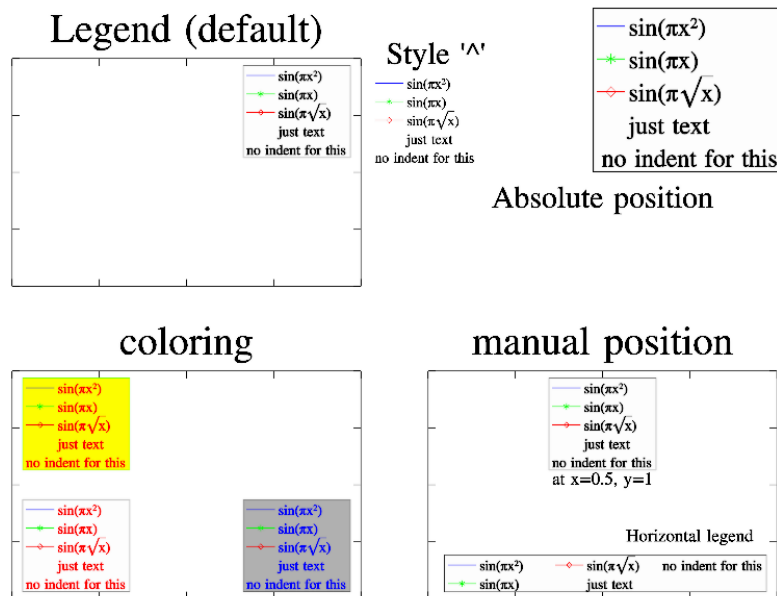 Legend (default)
sin(πx²)
sin(πx)
sin(π√x)
just text
no indent for this
Style '^'
sin(πx²)
sin(πx)
sin(π√x)
just text
no indent for this
sin(πx²)
sin(πx)
sin(π√x)
just text
no indent for this
Absolute position
coloring
sin(πx²)
sin(πx)
sin(π√x)
just text
no indent for this
sin(πx²)
sin(πx)
sin(π√x)
just text
no indent for this
sin(πx²)
sin(πx)
sin(π√x)
just text
no indent for this
manual position
sin(πx²)
sin(πx)
sin(π√x)
just text
no indent for this
at x=0.5, y=1
Horizontal legend
sin(πx²) sin(π√x) no indent for this
sin(πx) just text